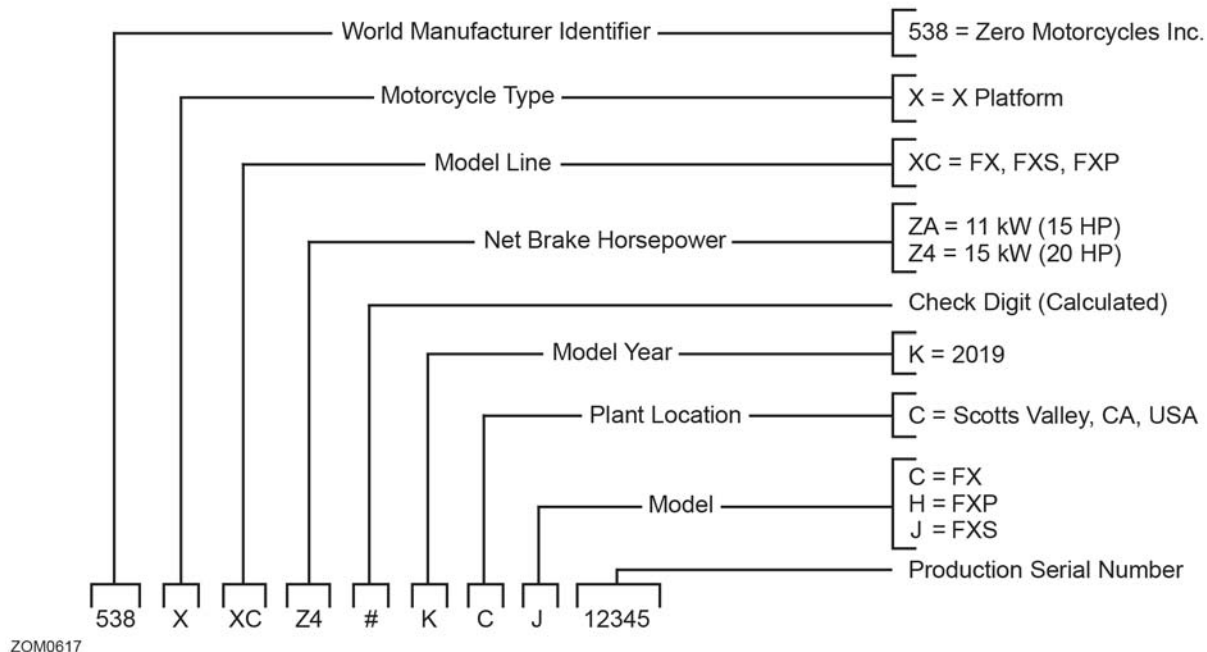 World Manufacturer Identifier
538 = Zero Motorcycles Inc.
Motorcycle Type
X = X Platform
Model Line
XC = FX, FXS, FXP
Net Brake Horsepower
ZA = 11 kW (15 HP)
Z4 = 15 kW (20 HP)
Check Digit (Calculated)
Model Year
K = 2019
Plant Location
C = Scotts Valley, CA, USA
Model
C = FX
H = FXP
J = FXS
Production Serial Number
538 X XC Z4 # K C J 12345
ZOM0617